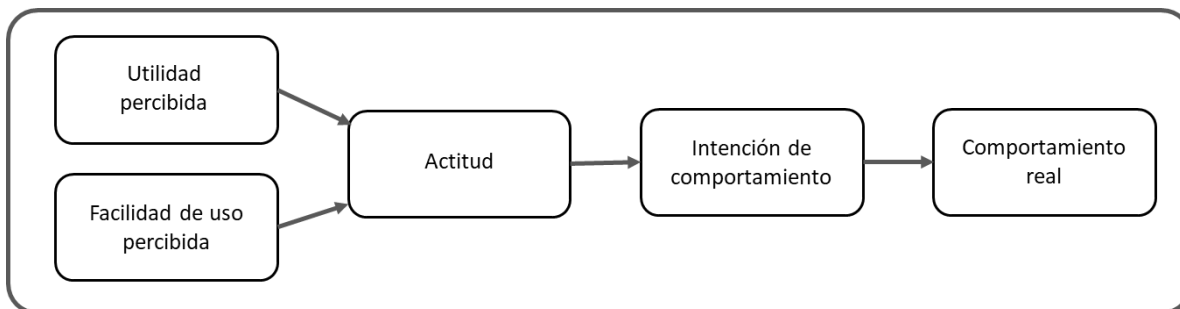 Utilidad
percibida
Facilidad de uso
percibida
Actitud
Intención de
comportamiento
Comportamiento
real